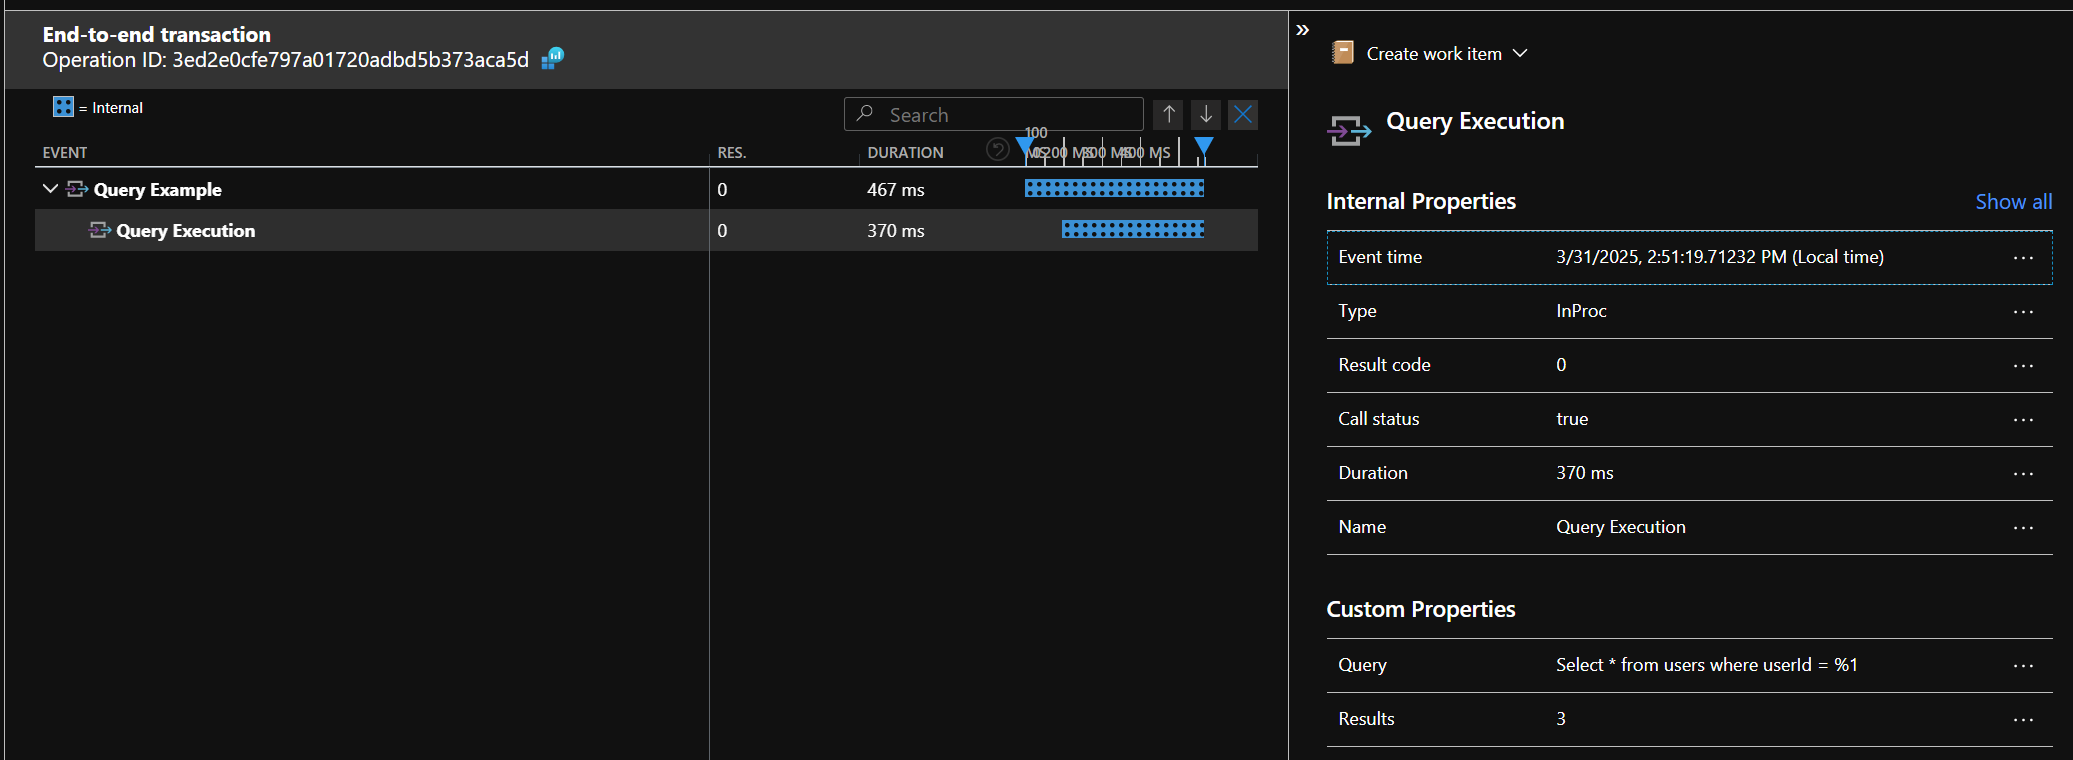 End-to-end transaction
Operation ID: 3ed2e0cfe797a01720adbd5b373aca5d
= Internal
Search
EVENT RES. DURATION 100 MS 200 MS 300 MS 400 MS
Query Example 0 467 ms
Query Execution 0 370 ms
Create work item
Query Execution
Internal Properties Show all
Event time 3/31/2025, 2:51:19.71232 PM (Local time) ...
Type InProc ...
Result code 0 ...
Call status true ...
Duration 370 ms ...
Name Query Execution ...
Custom Properties
Query Select * from users where userId = %1 ...
Results 3 ...